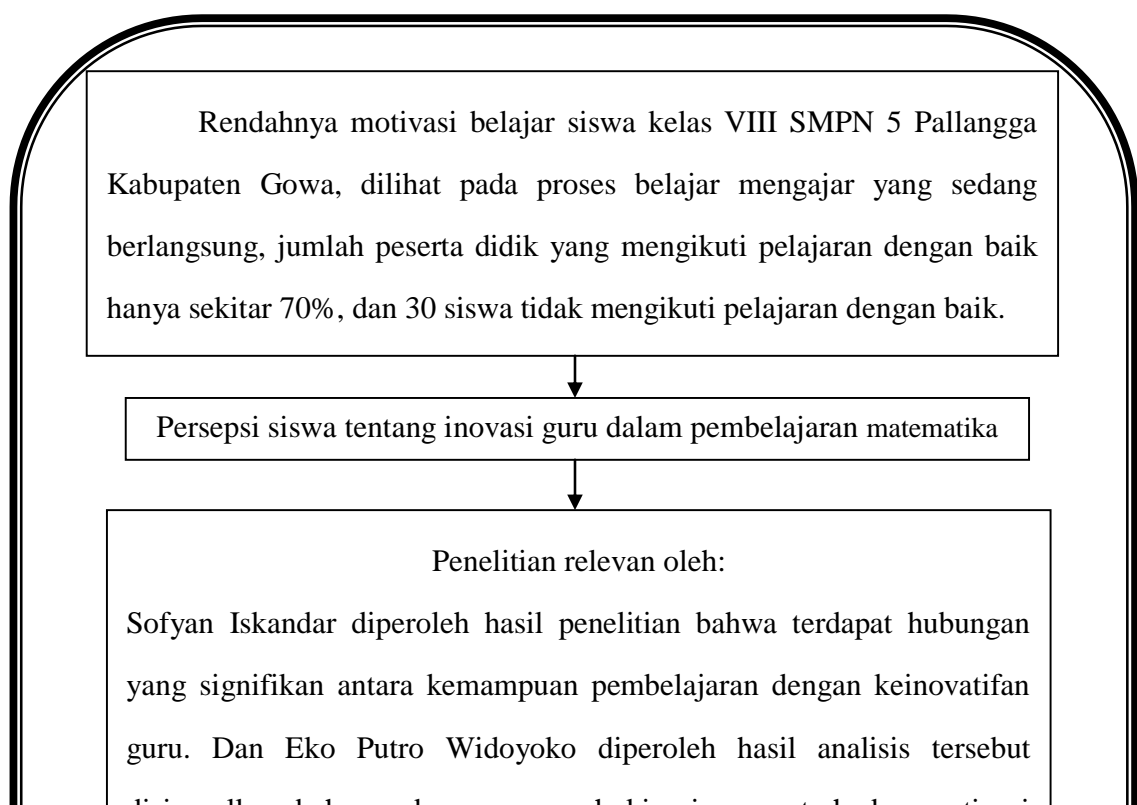 Rendahnya motivasi belajar siswa kelas VIII SMPN 5 Pallangga
Kabupaten Gowa, dilihat pada proses belajar mengajar yang sedang
berlangsung, jumlah peserta didik yang mengikuti pelajaran dengan baik
hanya sekitar 70%, dan 30 siswa tidak mengikuti pelajaran dengan baik.
Persepsi siswa tentang inovasi guru dalam pembelajaran matematika
Penelitian relevan oleh:
Sofyan Iskandar diperoleh hasil penelitian bahwa terdapat hubungan
yang signifikan antara kemampuan pembelajaran dengan keinovatifan
guru. Dan Eko Putro Widoyoko diperoleh hasil analisis tersebut